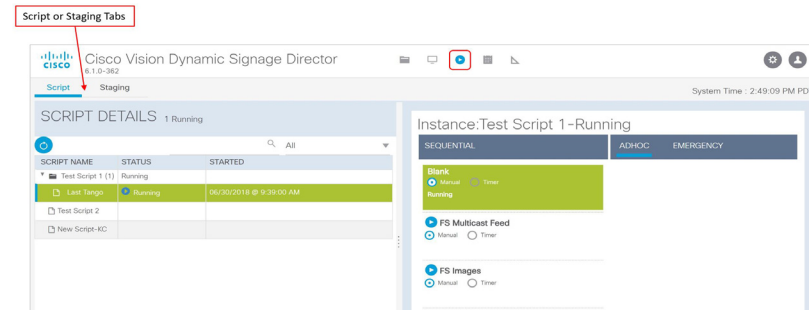 Script or Staging Tabs
CISCO
Cisco Vision Dynamic Signage Director
6.1.0-362
Script Staging
System Time : 2:49:09 PM PD
SCRIPT DETAILS 1 Running
All
SCRIPT NAME STATUS STARTED
Test Script 1 (1) Running
Last Tango Running 06/30/2018 @ 9:39:00 AM
Test Script 2
New Script-KC
Instance:Test Script 1-Running
SEQUENTIAL ADHOC EMERGENCY
Blank
Manual Timer
Running
FS Multicast Feed
Manual Timer
FS Images
Manual Timer